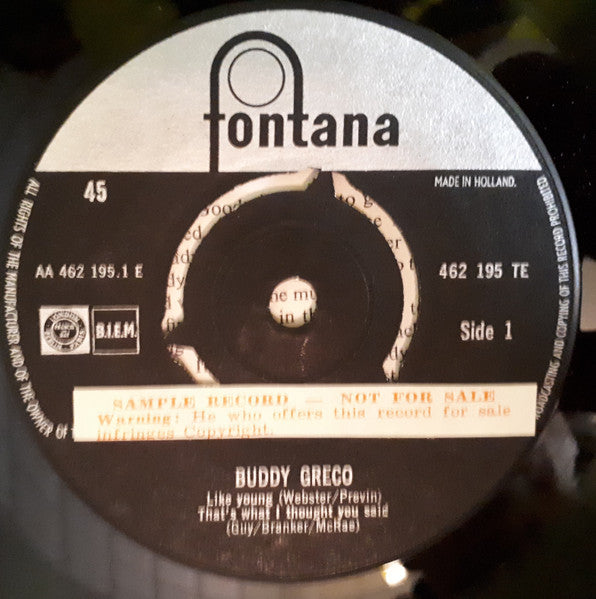 fontana
45
MADE IN HOLLAND.
AA 462 195.1 E
462 195 TE
B.I.E.M.
Side 1
SAMPLE RECORD — NOT FOR SALE
Warning: He who offers this record for sale
infringes Copyright.
BUDDY GRECO
Like young (Webster/Previn)
That's what I thought you said
(Guy/Branker/McRae)
ALL RIGHTS OF THE MANUFACTURER AND OF THE OWNER OF
BROADCASTING AND COPYING OF THIS RECORD PROHIBITED
to g
in th